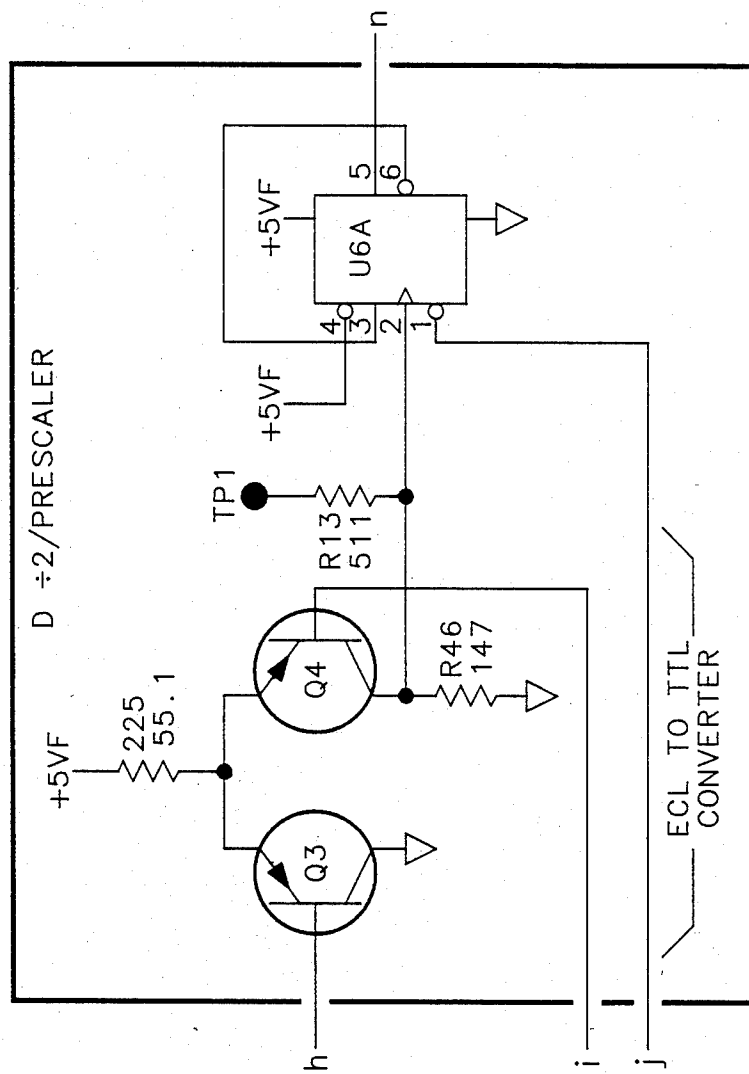 D ÷2/PRESCALER
+5VF
225
55.1
Q3
Q4
R46
147
TP1
R13
511
+5VF
+5VF
U6A
4
3
2
1
5
6
n
h
i
j
ECL TO TTL
CONVERTER